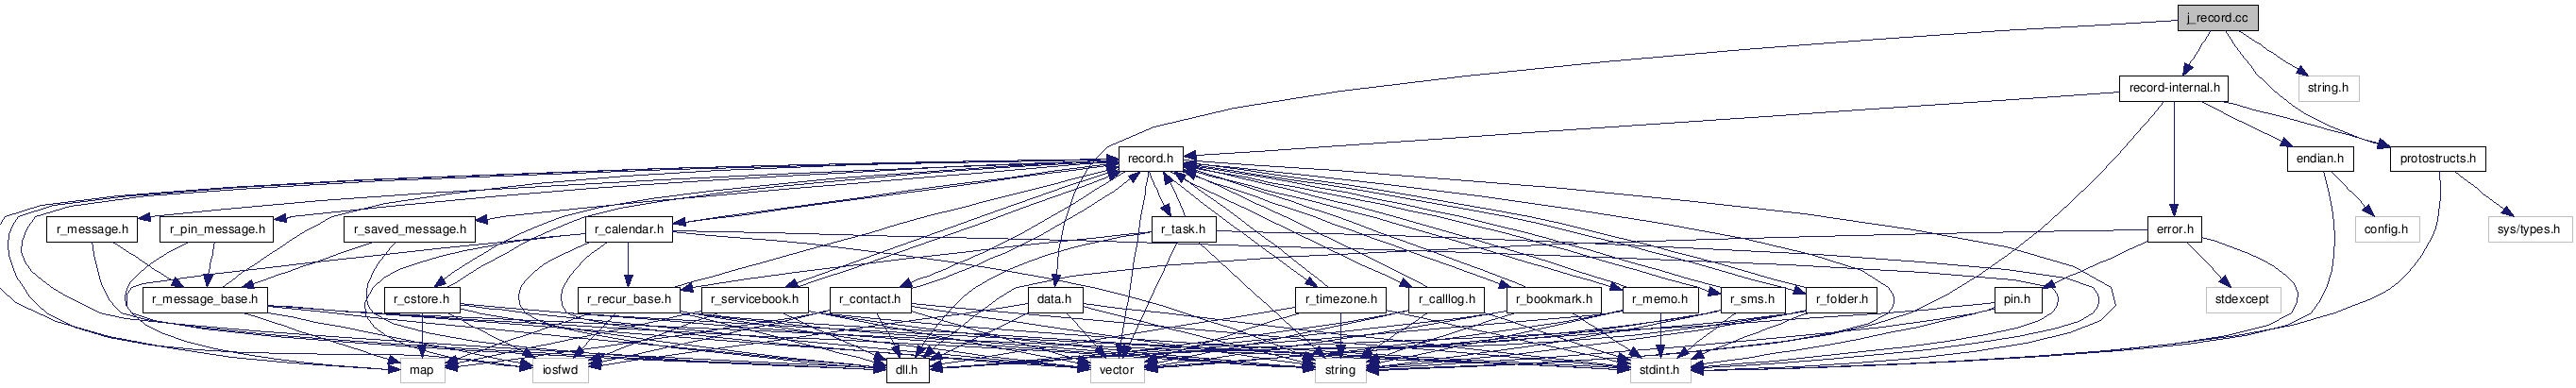 j_record.cc
record-internal.h
string.h
record.h
endian.h
protostructs.h
r_message.h
r_pin_message.h
r_saved_message.h
r_calendar.h
r_task.h
error.h
config.h
sys/types.h
r_message_base.h
r_cstore.h
r_recur_base.h
r_servicebook.h
r_contact.h
data.h
r_timezone.h
r_calllog.h
r_bookmark.h
r_memo.h
r_sms.h
r_folder.h
pin.h
stdexcept
map
iosfwd
dll.h
vector
string
stdint.h